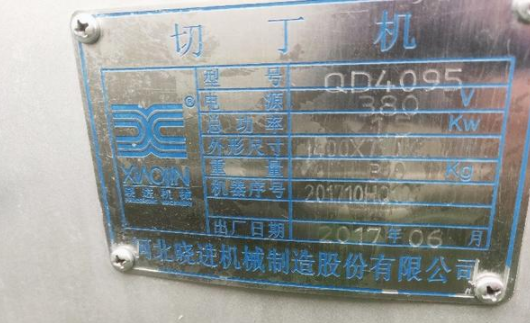 切丁机
型号 QD4095
电源 380 V
总功率 1.5 Kw
外形尺寸
重量 Kg
机器序号
XIAOJIN
晓进机械
出厂日期 2017年06月
河北晓进机械制造股份有限公司